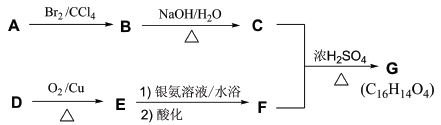 A Br₂/CCl₄ B NaOH/H₂O △ C
浓H₂SO₄ △ G
(C₁₆H₁₄O₄)
D O₂/Cu △ E 1) 银氨溶液/水浴 2) 酸化 F